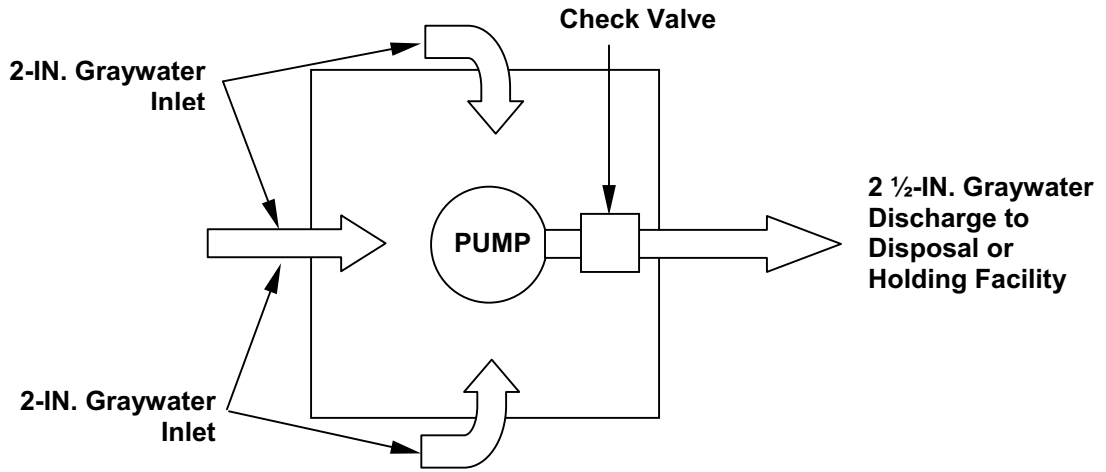 Check Valve
2-IN. Graywater
Inlet
PUMP
2 ½-IN. Graywater
Discharge to
Disposal or
Holding Facility
2-IN. Graywater
Inlet